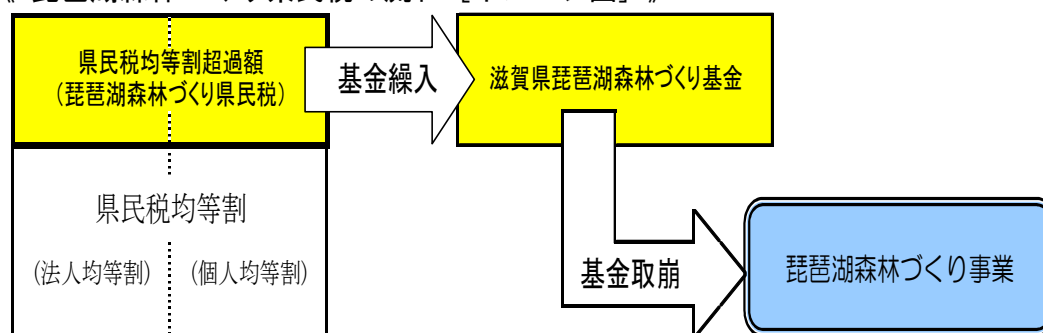 県民税均等割超過額
（琵琶湖森林づくり県民税）
基金繰入
滋賀県琵琶湖森林づくり基金
県民税均等割
（法人均等割）
（個人均等割）
基金取崩
琵琶湖森林づくり事業